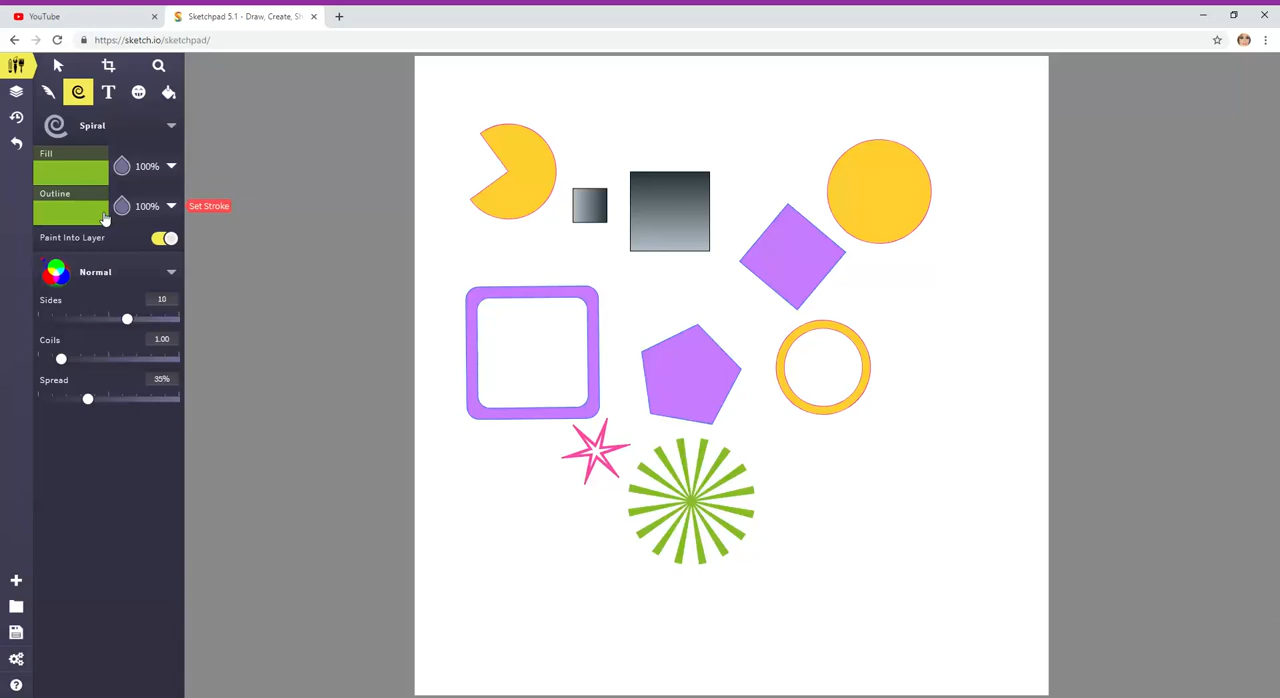 YouTube
Sketchpad 5.1 - Draw, Create, Sh
https://sketch.io/sketchpad/
T
Spiral
Fill
100%
Outline
100%
Set Stroke
Paint Into Layer
Normal
Sides
10
Coils
1.00
Spread
35%